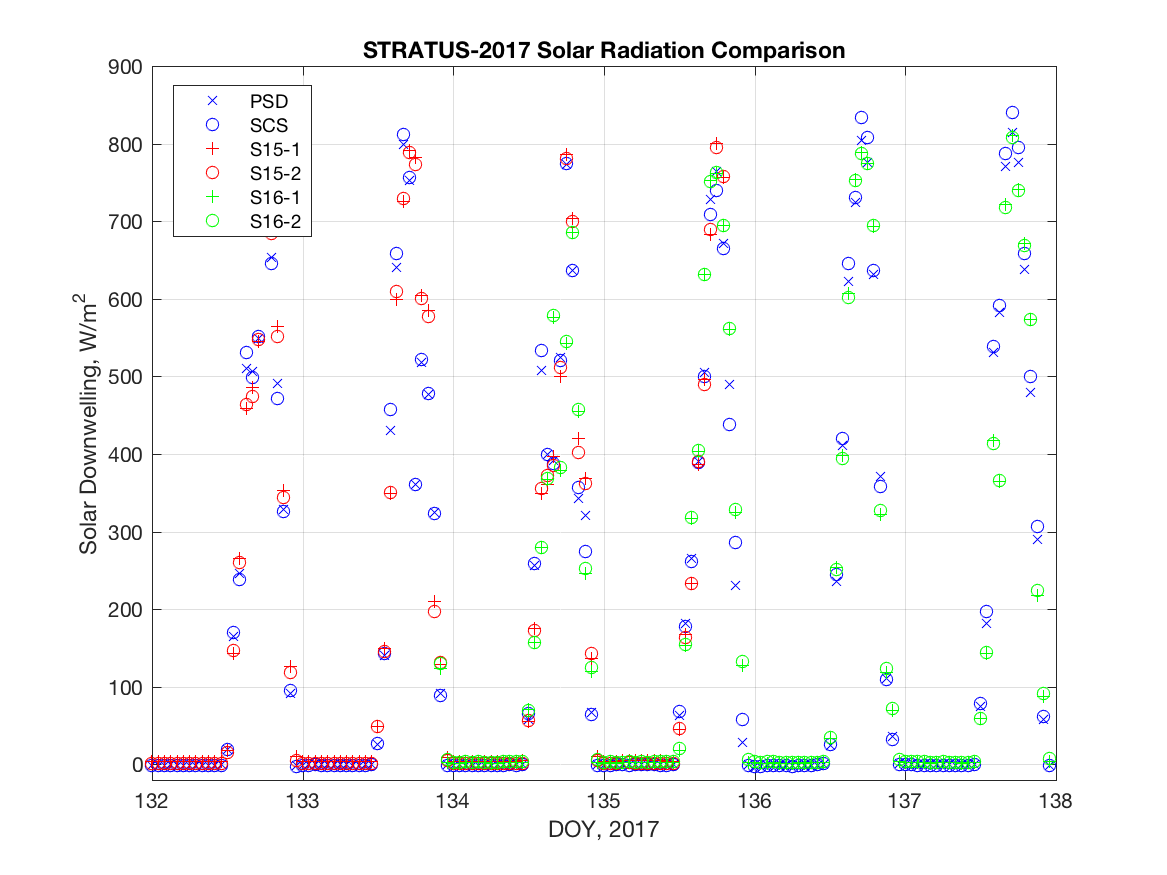 STRATUS-2017 Solar Radiation Comparison
900
800
700
600
500
400
300
200
100
0
Solar Downwelling, W/m²
PSD
SCS
S15-1
S15-2
S16-1
S16-2
132
133
134
135
136
137
138
DOY, 2017